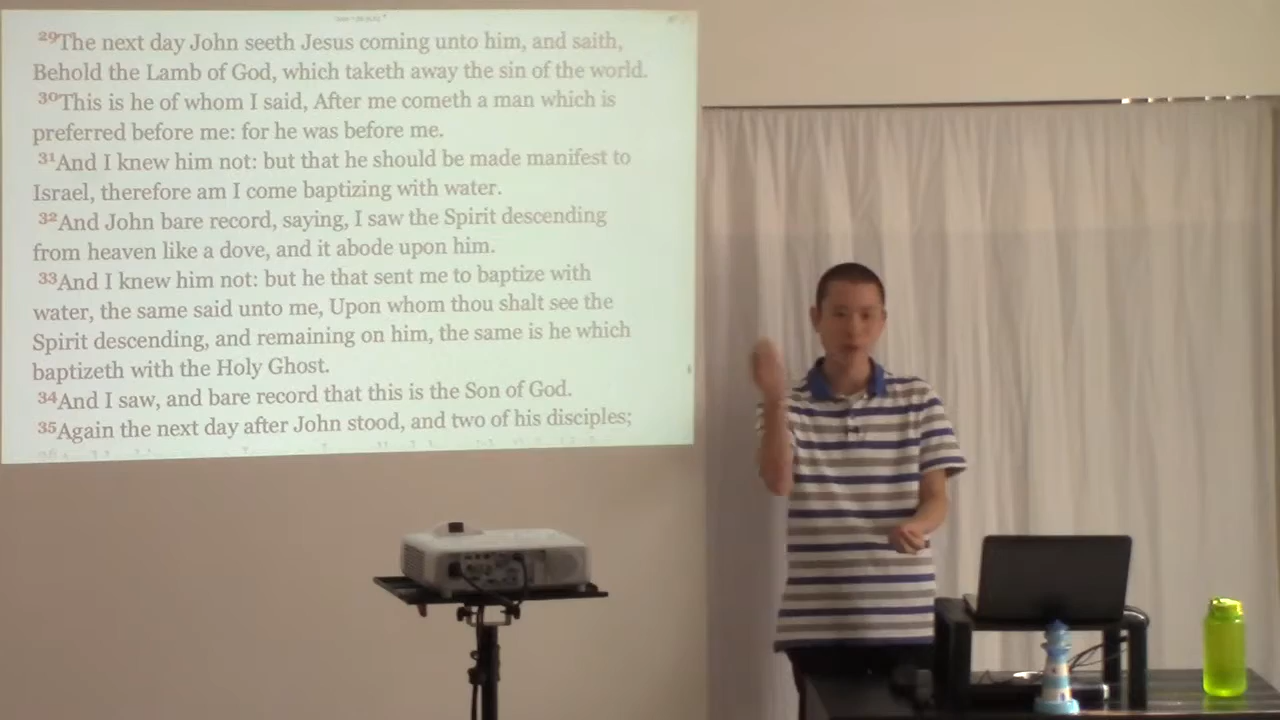 29The next day John seeth Jesus coming unto him, and saith,
Behold the Lamb of God, which taketh away the sin of the world.
30This is he of whom I said, After me cometh a man which is
preferred before me: for he was before me.
31And I knew him not: but that he should be made manifest to
Israel, therefore am I come baptizing with water.
32And John bare record, saying, I saw the Spirit descending
from heaven like a dove, and it abode upon him.
33And I knew him not: but he that sent me to baptize with
water, the same said unto me, Upon whom thou shalt see the
Spirit descending, and remaining on him, the same is he which
baptizeth with the Holy Ghost.
34And I saw, and bare record that this is the Son of God.
35Again the next day after John stood, and two of his disciples;